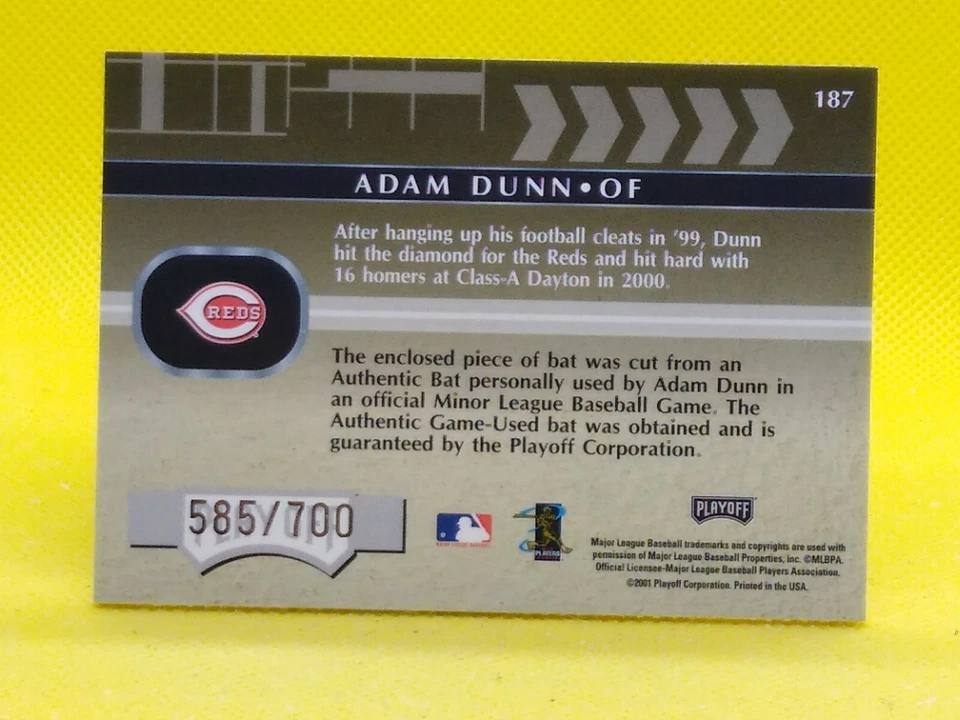 187
ADAM DUNN•OF
After hanging up his football cleats in '99, Dunn
hit the diamond for the Reds and hit hard with
16 homers at Class-A Dayton in 2000.
REDS
The enclosed piece of bat was cut from an
Authentic Bat personally used by Adam Dunn in
an official Minor League Baseball Game. The
Authentic Game-Used bat was obtained and is
guaranteed by the Playoff Corporation.
585/700
PLAYOFF
PLAYERS
Major League Baseball trademarks and copyrights are used with
permission of Major League Baseball Properties, Inc. ©MLBPA.
Official Licensee-Major League Baseball Players Association.
©2001 Playoff Corporation. Printed in the USA.